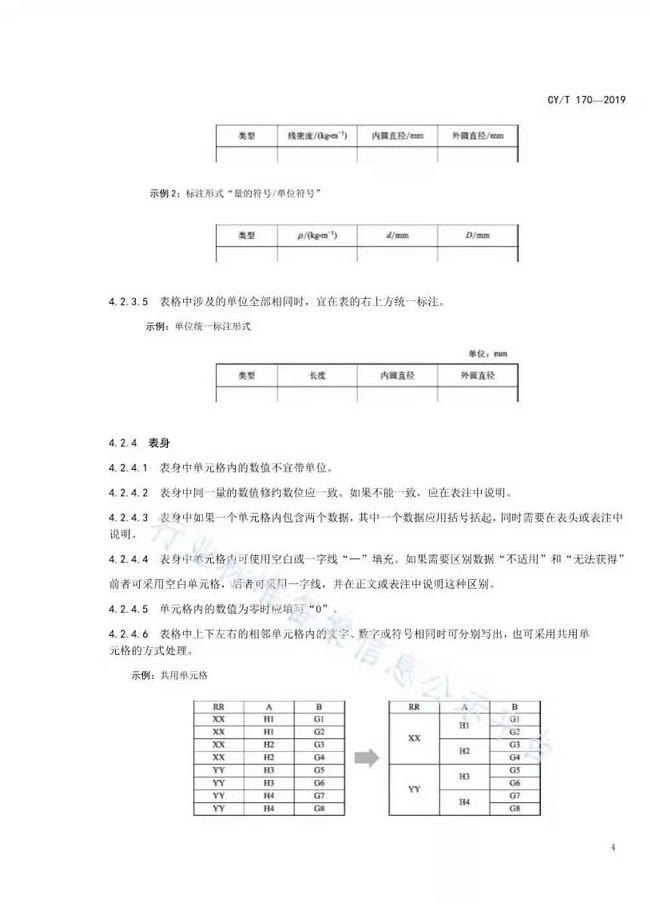 CY/T 170—2019
类型 线密度/(kg•m⁻¹) 内圆直径/mm 外圆直径/mm
示例2：标注形式“量的符号/单位符号”
类型 ρ/(kg•m⁻¹) d/mm D/mm
4.2.3.5 表格中涉及的单位全部相同时，宜在表的右上方统一标注。
示例：单位统一标注形式
单位：mm
类型 长度 内圆直径 外圆直径
4.2.4 表身
4.2.4.1 表身中单元格内的数值不宜带单位。
4.2.4.2 表身中同一量的数值修约数位应一致。如果不能一致，应在表注中说明。
4.2.4.3 表身中如果一个单元格内包含两个数据，其中一个数据应用括号括起，同时需要在表头或表注中
说明。
4.2.4.4 表身中单元格内可使用空白或一字线“—”填充。如果需要区别数据“不适用”和“无法获得”
前者可采用空白单元格，后者可采用一字线，并在正文或表注中说明这种区别。
4.2.4.5 单元格内的数值为零时应填写“0”．
4.2.4.6 表格中上下左右的相邻单元格内的文字、数字或符号相同时可分别写出，也可采用共用单
元格的方式处理。
示例：共用单元格
RR A B
XX H1 G1
XX H1 G2
XX H2 G3
XX H2 G4
YY H3 G5
YY H3 G6
YY H4 G7
YY H4 G8
RR A B
XX H1 G1
G2
H2 G3
G4
YY H3 G5
G6
H4 G7
G8
行业标准备案信息公示平台
4